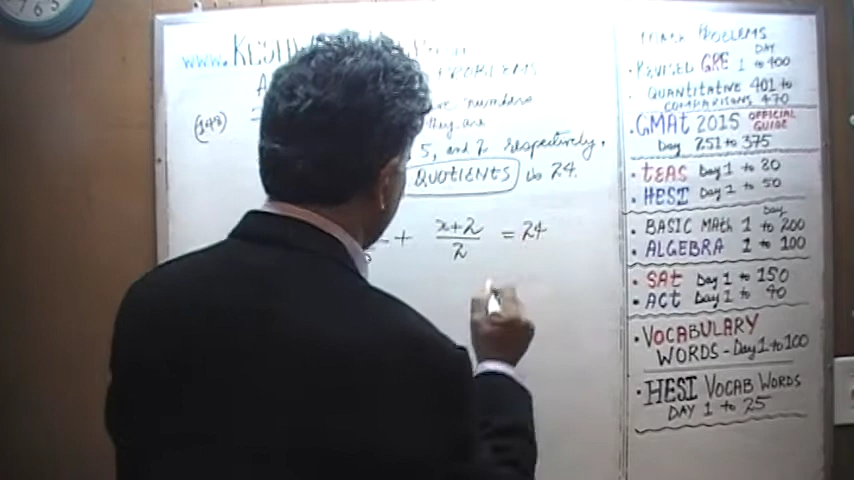 www.KESHW
PROBLEMS
(148)
numbers
they are
5, and 2 respectively.
QUOTIENTS is 24.
+ x+2/2 = 24
PROBLEMS
DAY
• REVISED GRE 1 to 400
QUANTITATIVE 401 to
COMPARISONS 470
• GMAT 2015 OFFICIAL GUIDE
Day 251 to 375
• TEAS Day 1 to 80
• HESI Day 1 to 50
Day
• BASIC MATH 1 to 200
• ALGEBRA 1 to 100
• SAT Day 1 to 150
• ACT Day 1 to 90
• VOCABULARY
WORDS - Day 1 to 100
• HESI VOCAB WORDS
DAY 1 to 25